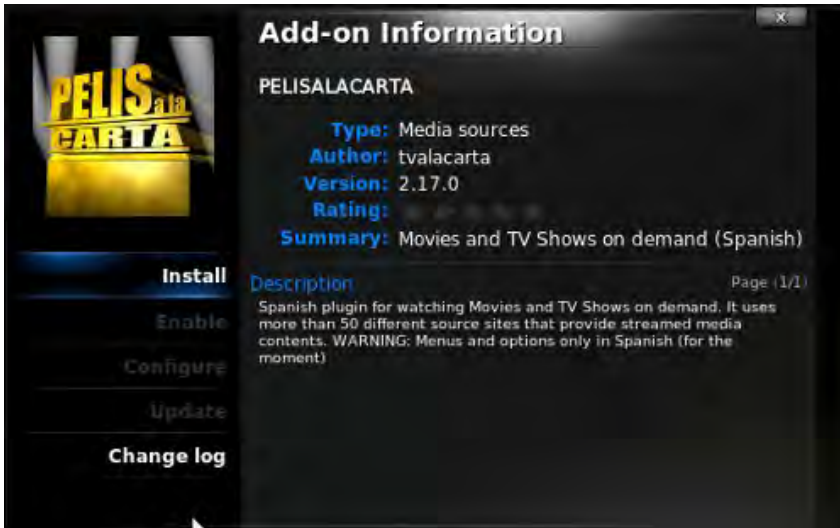 Add-on Information
x
PELIS a la
CARTA
PELISALACARTA
Type: Media sources
Author: tvalacarta
Version: 2.17.0
Rating:
Summary: Movies and TV Shows on demand (Spanish)
Install
Enable
Configure
Update
Change log
Description
Page (1/1)
Spanish plugin for watching Movies and TV Shows on demand. It uses
more than 50 different source sites that provide streamed media
contents. WARNING: Menus and options only in Spanish (for the
moment)